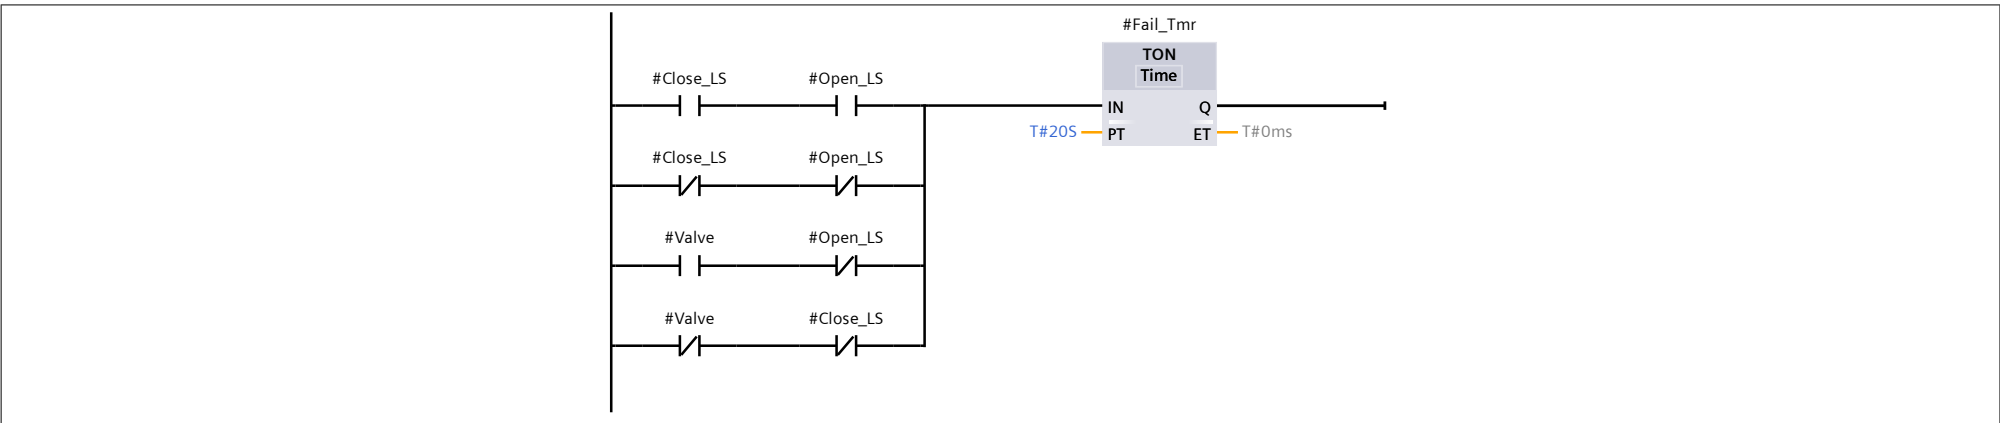 #Fail_Tmr
TON
Time
#Close_LS #Open_LS
IN Q
T#20S PT ET T#0ms
#Close_LS #Open_LS
#Valve #Open_LS
#Valve #Close_LS